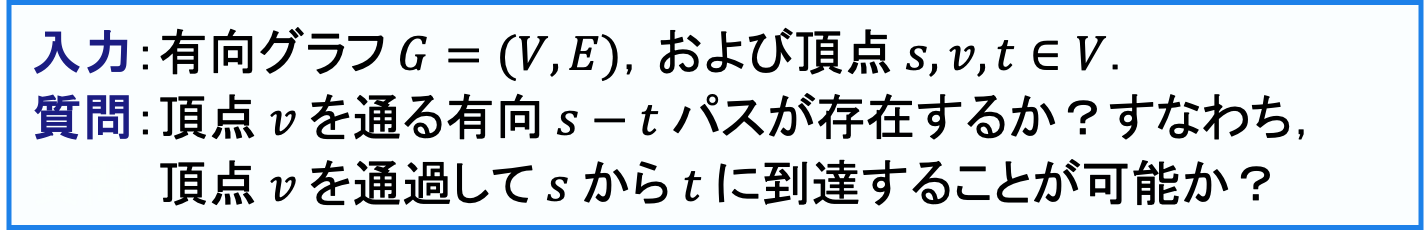 入力:有向グラフ G = (V, E), および頂点 s, v, t ∈ V.
質問:頂点 v を通る有向 s − t パスが存在するか?すなわち,
頂点 v を通過して s から t に到達することが可能か?